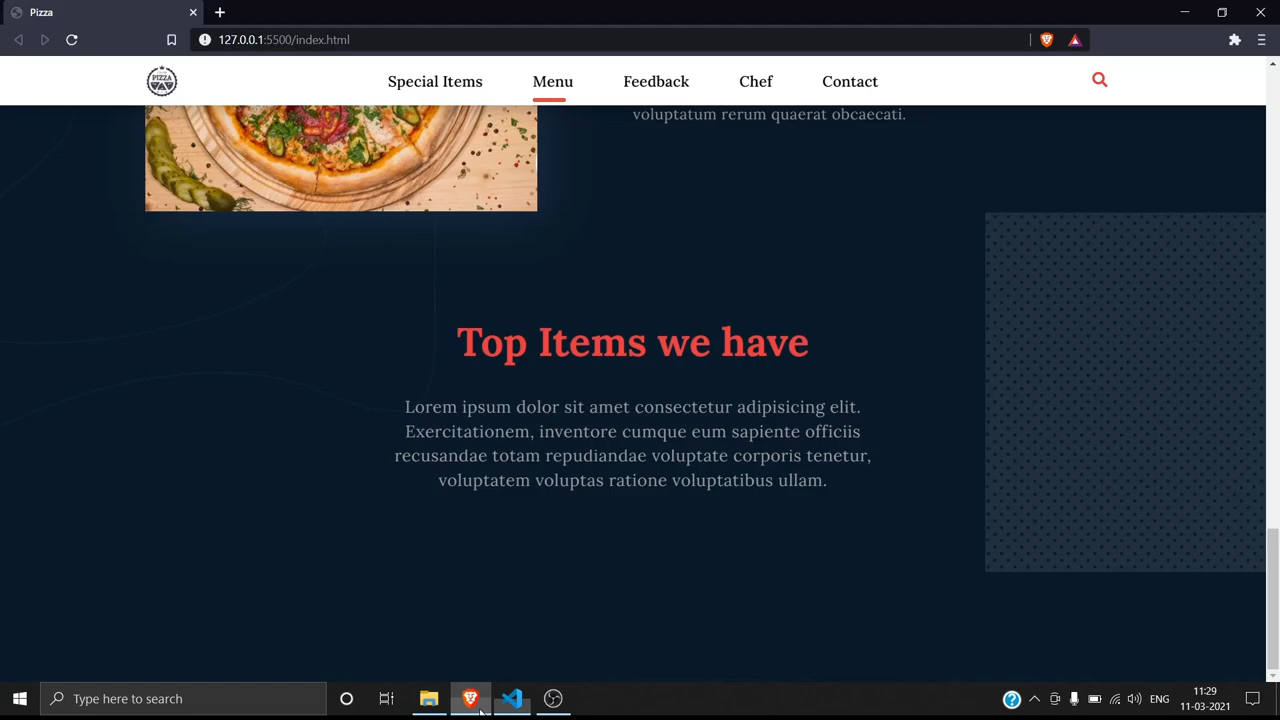 Pizza
127.0.0.1:5500/index.html
PIZZA
Special Items
Menu
Feedback
Chef
Contact
voluptatum rerum quaerat obcaecati.
Top Items we have
Lorem ipsum dolor sit amet consectetur adipisicing elit.
Exercitationem, inventore cumque eum sapiente officiis
recusandae totam repudiandae voluptate corporis tenetur,
voluptatem voluptas ratione voluptatibus ullam.
Type here to search
ENG
11:29
11-03-2021